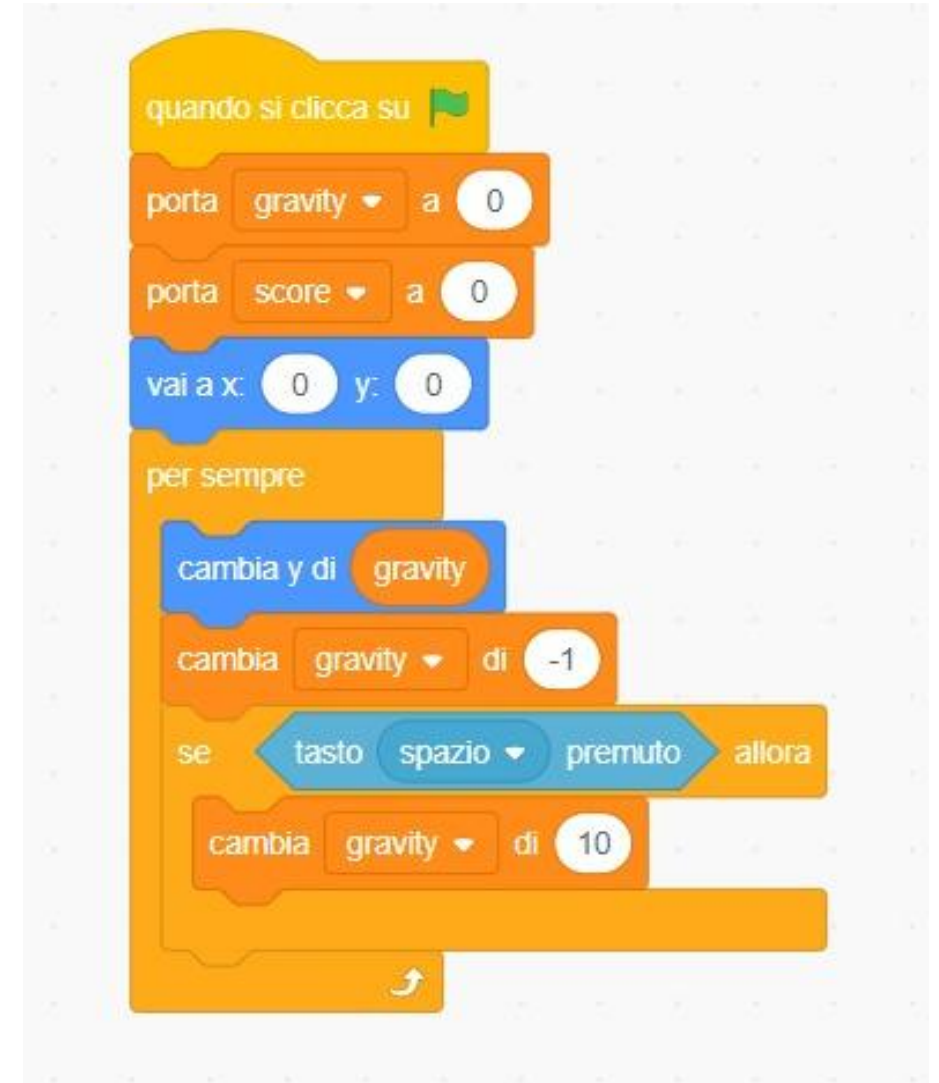 quando si clicca su
porta gravity a 0
porta score a 0
vai a x: 0 y: 0
per sempre
cambia y di gravity
cambia gravity di -1
se tasto spazio premuto allora
cambia gravity di 10